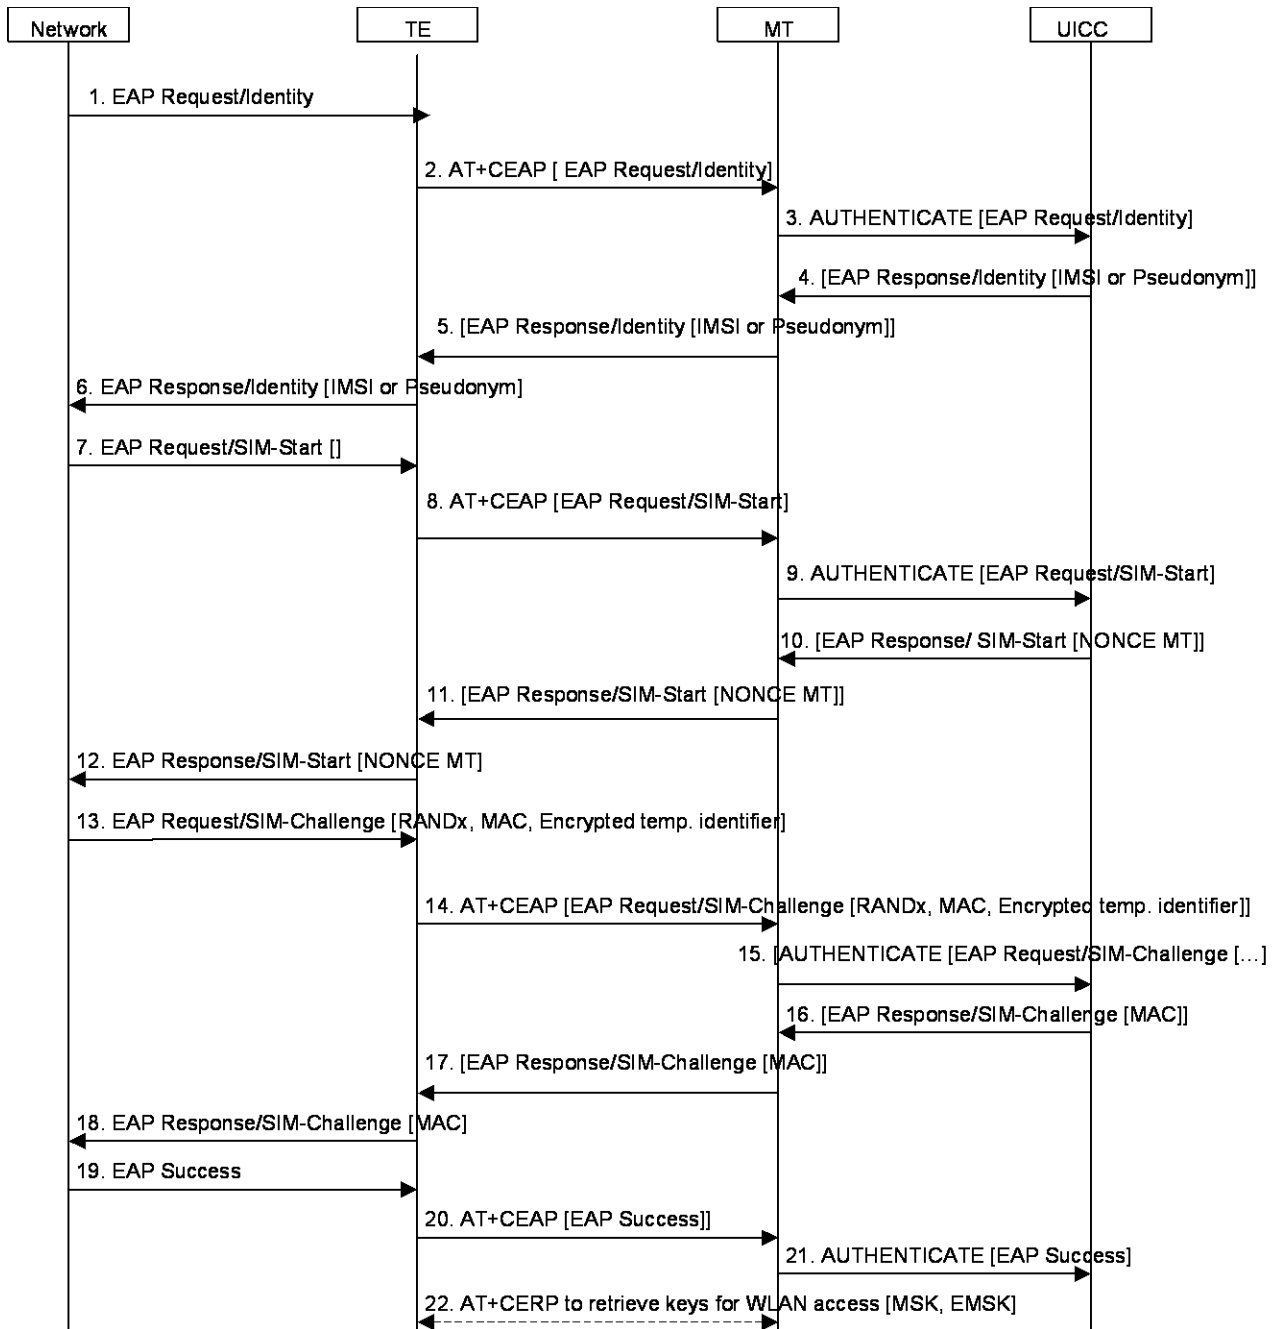 Network TE MT UICC
1. EAP Request/Identity
2. AT+CEAP [ EAP Request/Identity]
3. AUTHENTICATE [EAP Request/Identity]
4. [EAP Response/Identity [IMSI or Pseudonym]]
5. [EAP Response/Identity [IMSI or Pseudonym]]
6. EAP Response/Identity [IMSI or Pseudonym]
7. EAP Request/SIM-Start []
8. AT+CEAP [EAP Request/SIM-Start]
9. AUTHENTICATE [EAP Request/SIM-Start]
10. [EAP Response/ SIM-Start [NONCE MT]]
11. [EAP Response/SIM-Start [NONCE MT]]
12. EAP Response/SIM-Start [NONCE MT]
13. EAP Request/SIM-Challenge [RANDx, MAC, Encrypted temp. identifier]
14. AT+CEAP [EAP Request/SIM-Challenge [RANDx, MAC, Encrypted temp. identifier]]
15. [AUTHENTICATE [EAP Request/SIM-Challenge [...]
16. [EAP Response/SIM-Challenge [MAC]]
17. [EAP Response/SIM-Challenge [MAC]]
18. EAP Response/SIM-Challenge [MAC]
19. EAP Success
20. AT+CEAP [EAP Success]]
21. AUTHENTICATE [EAP Success]
22. AT+CERP to retrieve keys for WLAN access [MSK, EMSK]